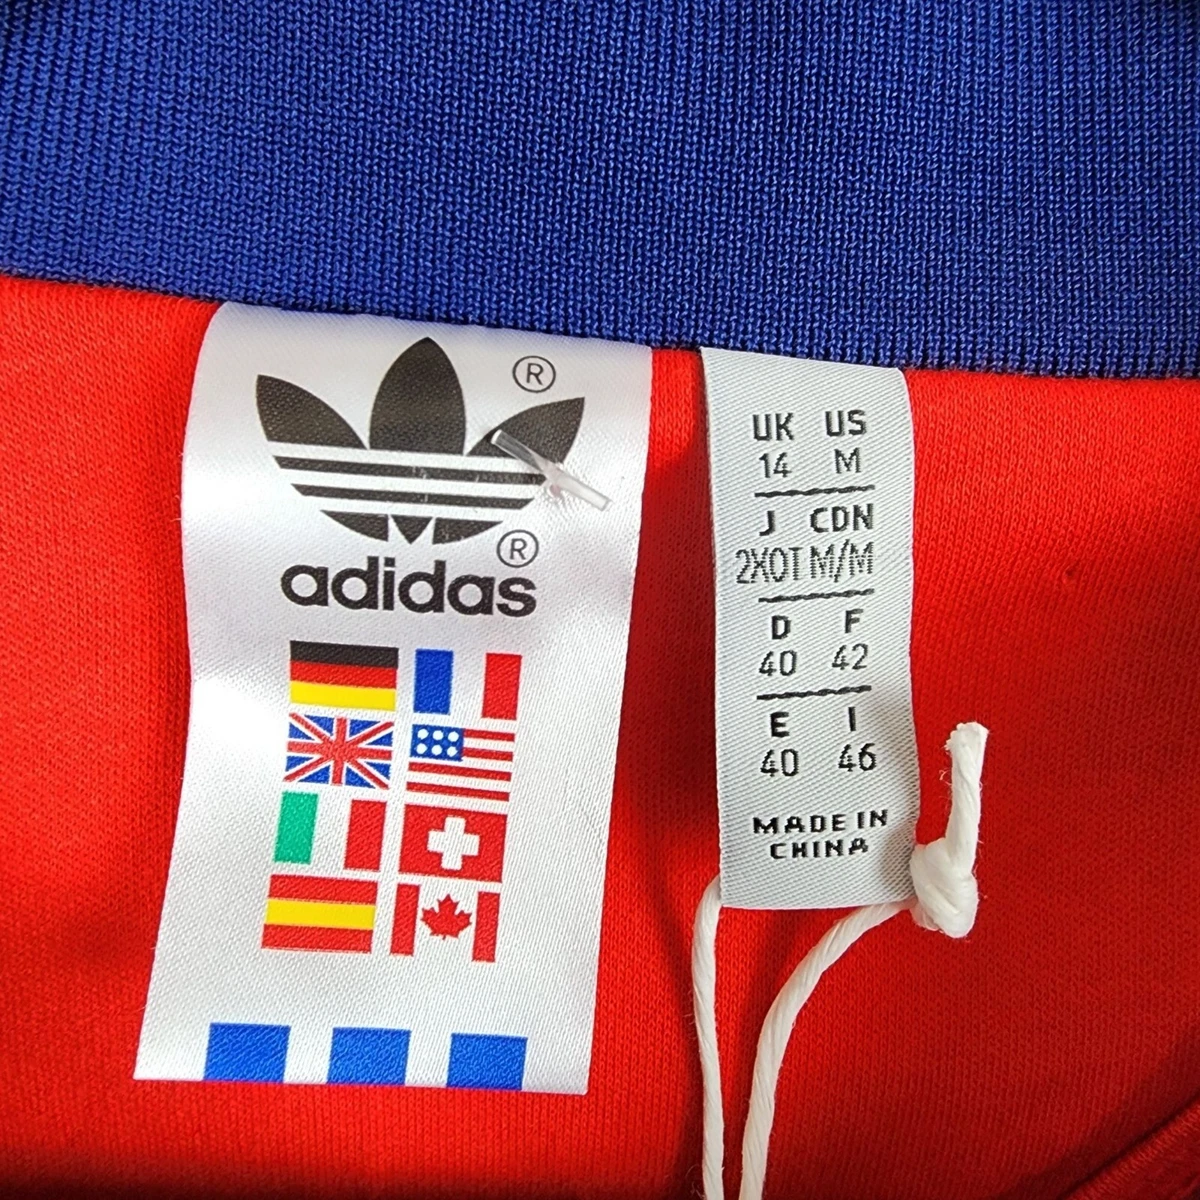 ®
®
adidas
UK US
14 M
J CDN
2XOT M/M
D F
40 42
E I
40 46
MADE IN
CHINA